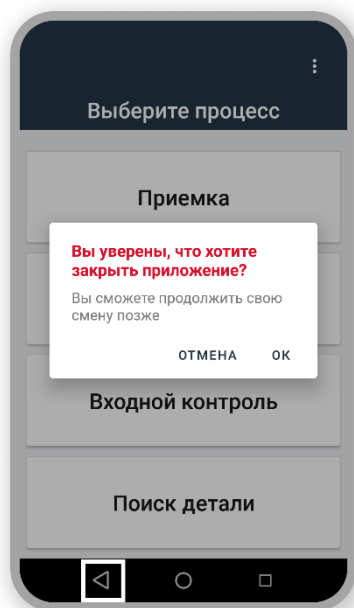 Выберите процесс
Приемка
Вы уверены, что хотите
закрыть приложение?
Вы сможете продолжить свою
смену позже
ОТМЕНА ОК
Входной контроль
Поиск детали